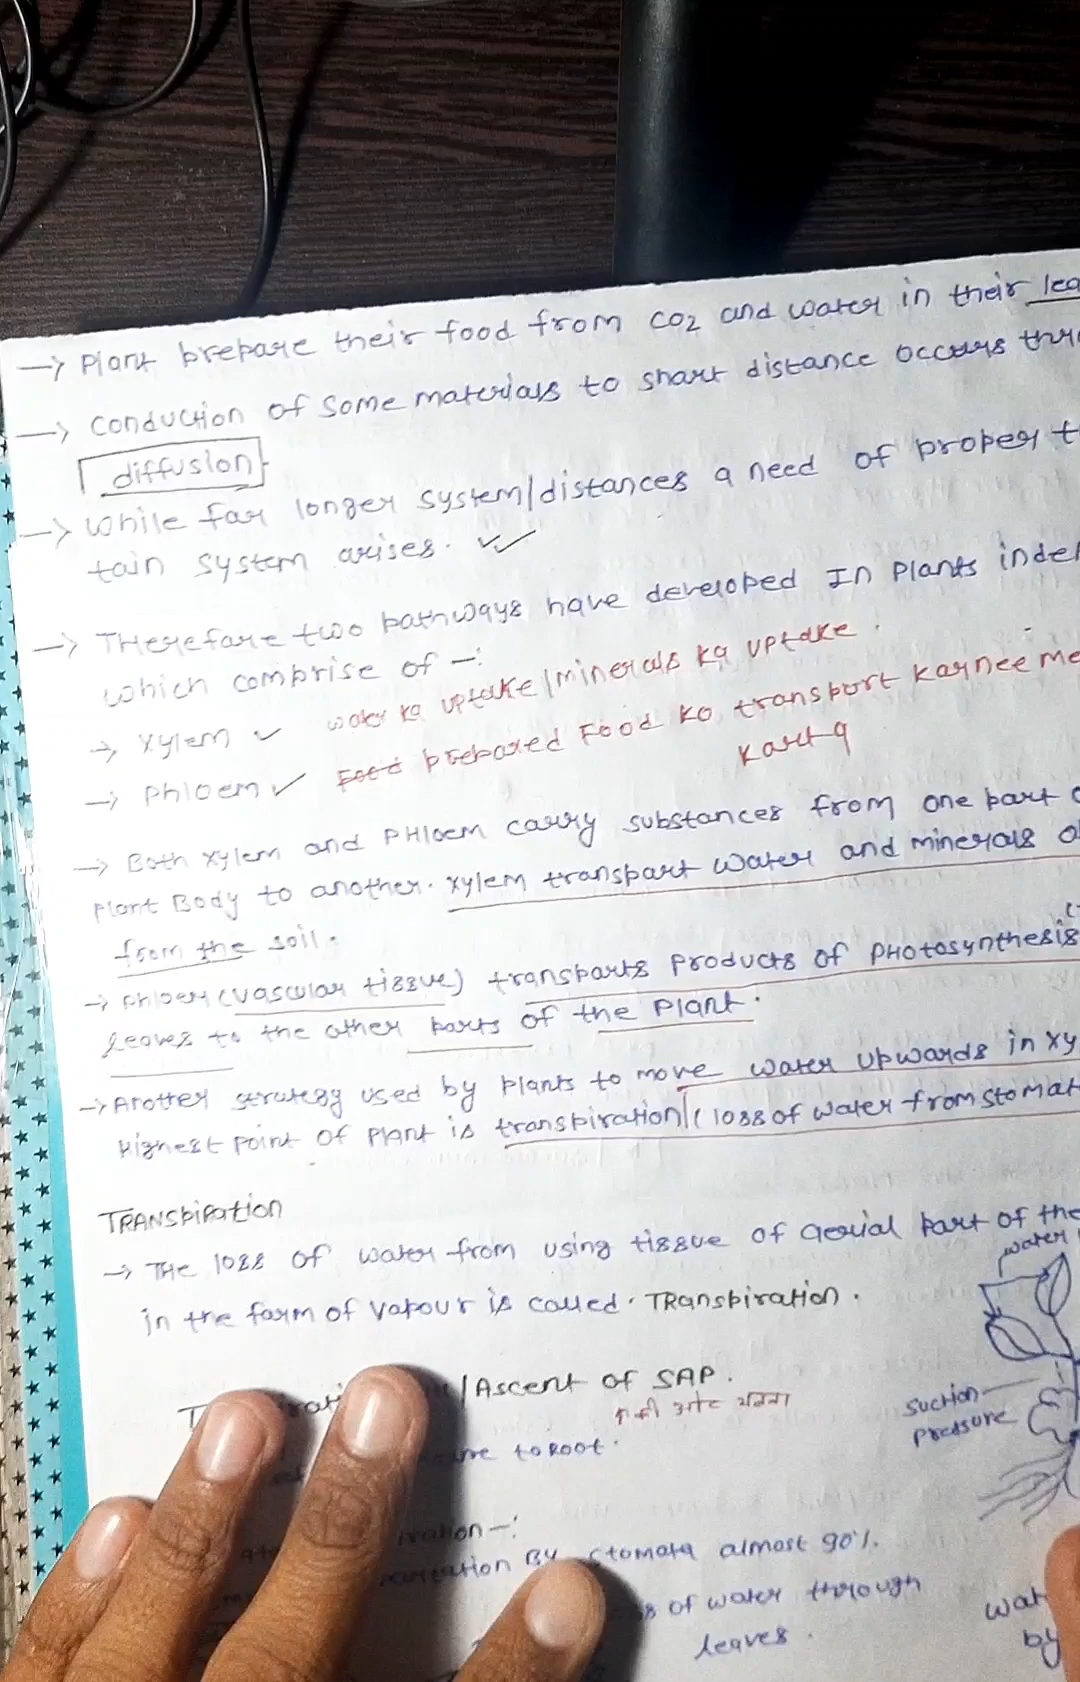 → Plant prepare their food from CO2 and water in their lea
→ Conduction of Some materials to short distance occurs thr
diffusion
→ While for longer system/distances a need of proper t
tain system arises.
→ Therefore two pathways have developed In Plants inde
which comprise of -:
→ Xylem ✓ water ka uptake/minerals ka uptake.
→ Phloem ✓ prepared Food ko transport karnee me
karta
→ Both xylem and PHloem carry substances from one part o
Plant Body to another. xylem transport water and minerals o
from the soil.
→ Phloem (vascular tissue) transports Products of PHotosynthesis
leaves to the other parts of the Plant.
→ Another strategy used by plants to move water upwards in xy
Highest Point of Plant is transpiration/(loss of water from stomat
TRANSpiration
→ THe loss of water from using tissue of aerial part of the
in the form of vapour is called. TRanspiration.
water
/Ascent of SAP.
suction
pressure
to Root.
By stomata almost 90%.
of water through
leaves.
wat
by